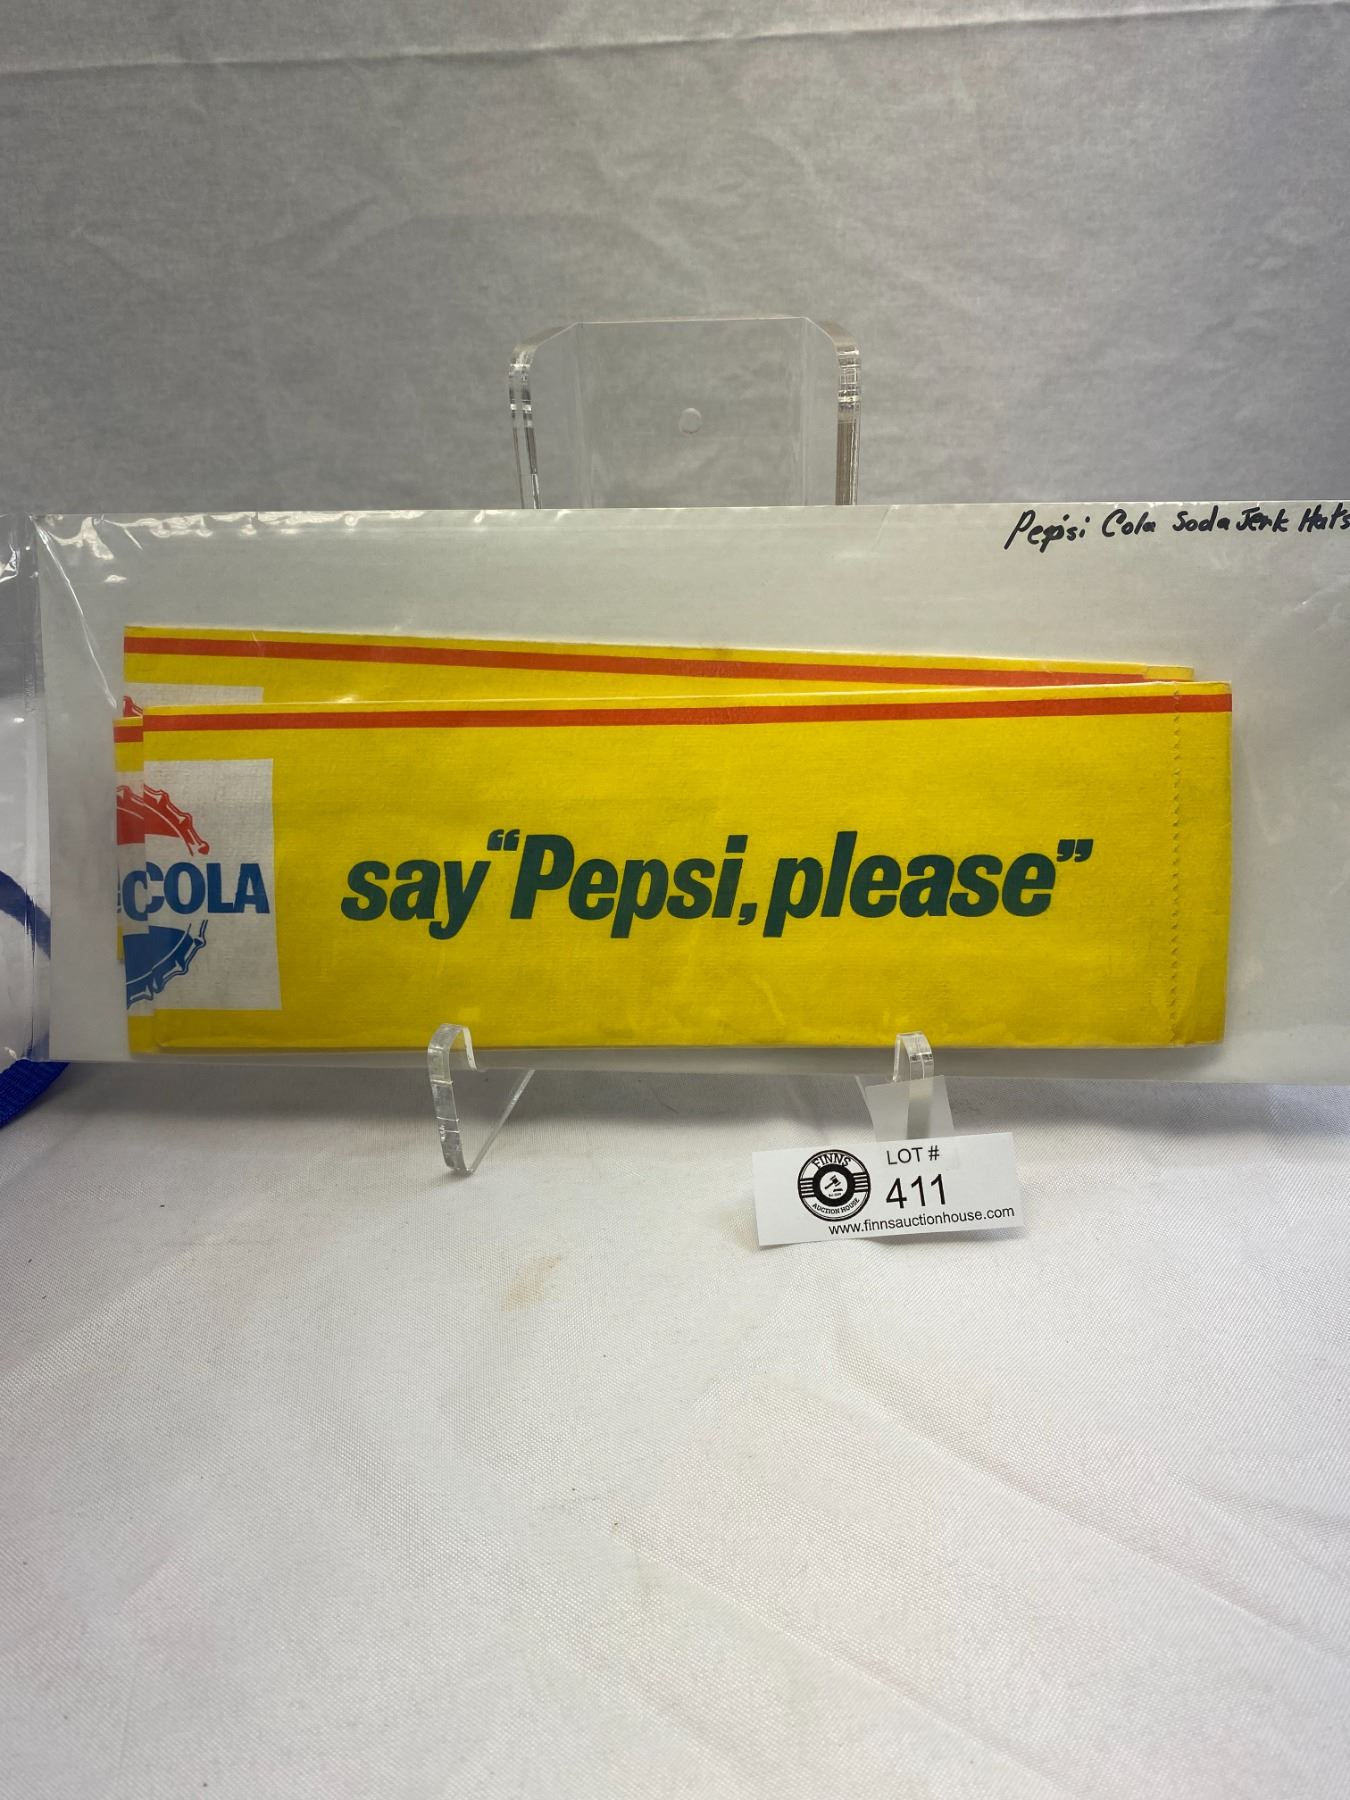 Pepsi Cola Soda Jerk Hats
COLA
say "Pepsi, please"
FINNS
AUCTION HOUSE
LOT #
411
www.finnsauctionhouse.com